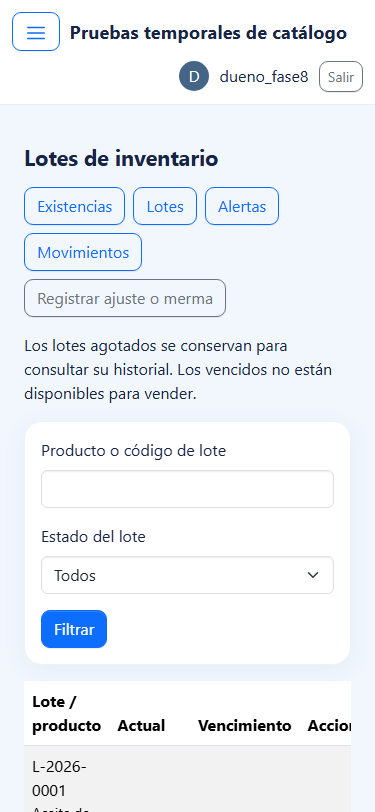 Pruebas temporales de catálogo
D dueno_fase8 Salir
Lotes de inventario
Existencias Lotes Alertas
Movimientos
Registrar ajuste o merma
Los lotes agotados se conservan para
consultar su historial. Los vencidos no están
disponibles para vender.
Producto o código de lote
Estado del lote
Todos
Filtrar
Lote /
producto Actual Vencimiento
L-2026-
0001